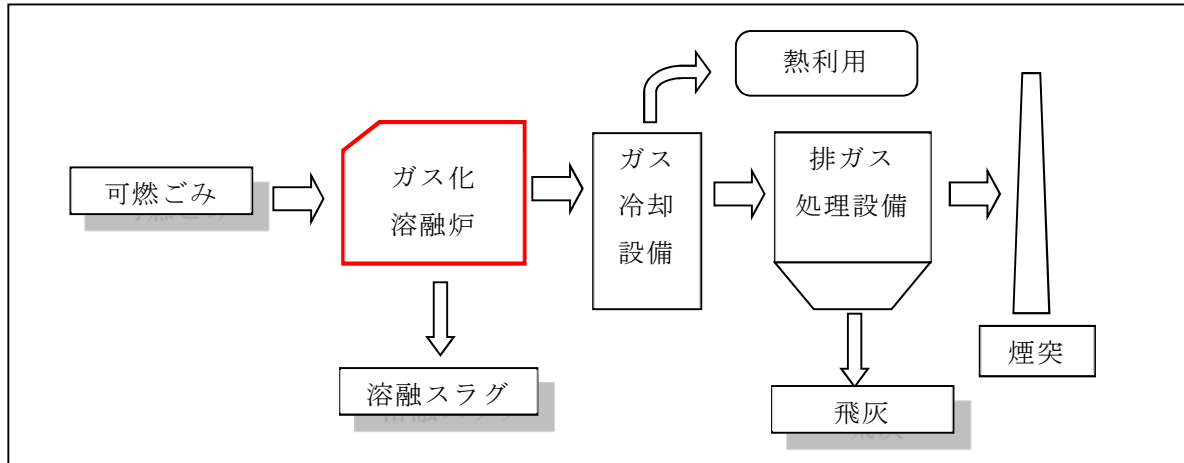 熱利用
可燃ごみ
ガス化
溶融炉
ガス
冷却
設備
排ガス
処理設備
煙突
溶融スラグ
飛灰